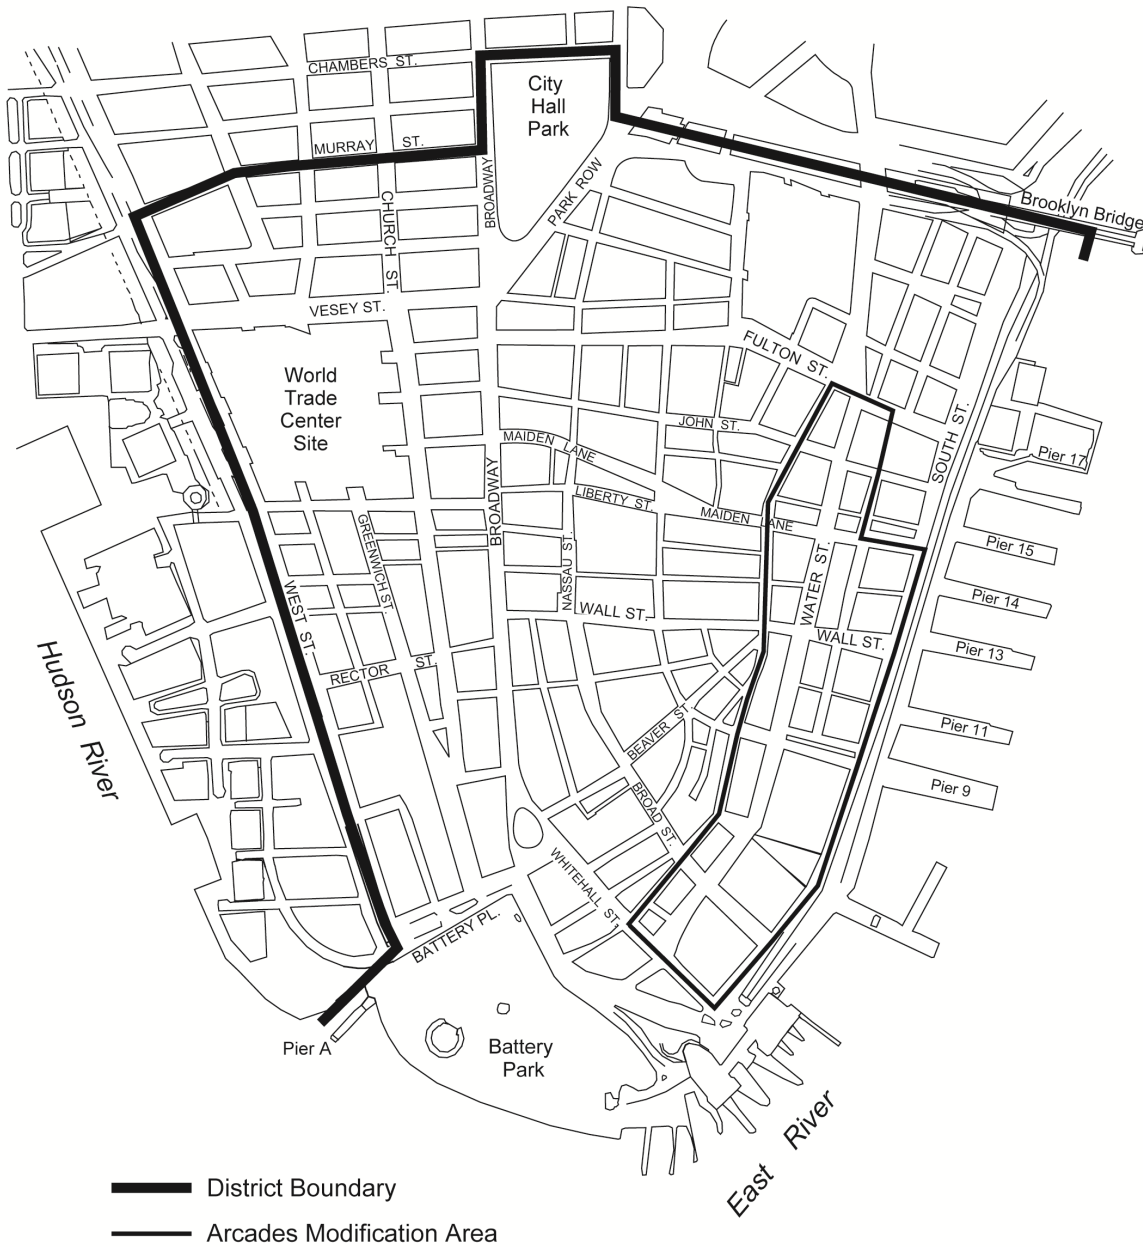 CHAMBERS ST.
City
Hall
Park
MURRAY ST.
BROADWAY
PARK ROW
CHURCH ST.
Brooklyn Bridge
VESEY ST.
FULTON ST.
World
Trade
Center
Site
JOHN ST.
SOUTH ST.
MAIDEN LANE
Pier 17
BROADWAY
LIBERTY ST.
MAIDEN LANE
GREENWICH ST.
NASSAU ST.
WATER ST.
Pier 15
WEST ST.
WALL ST.
WALL ST.
Pier 14
Pier 13
RECTOR ST.
Hudson River
BEAVER ST.
Pier 11
BROAD ST.
Pier 9
WHITEHALL ST.
BATTERY PL.
Pier A
Battery
Park
East River
District Boundary
Arcades Modification Area